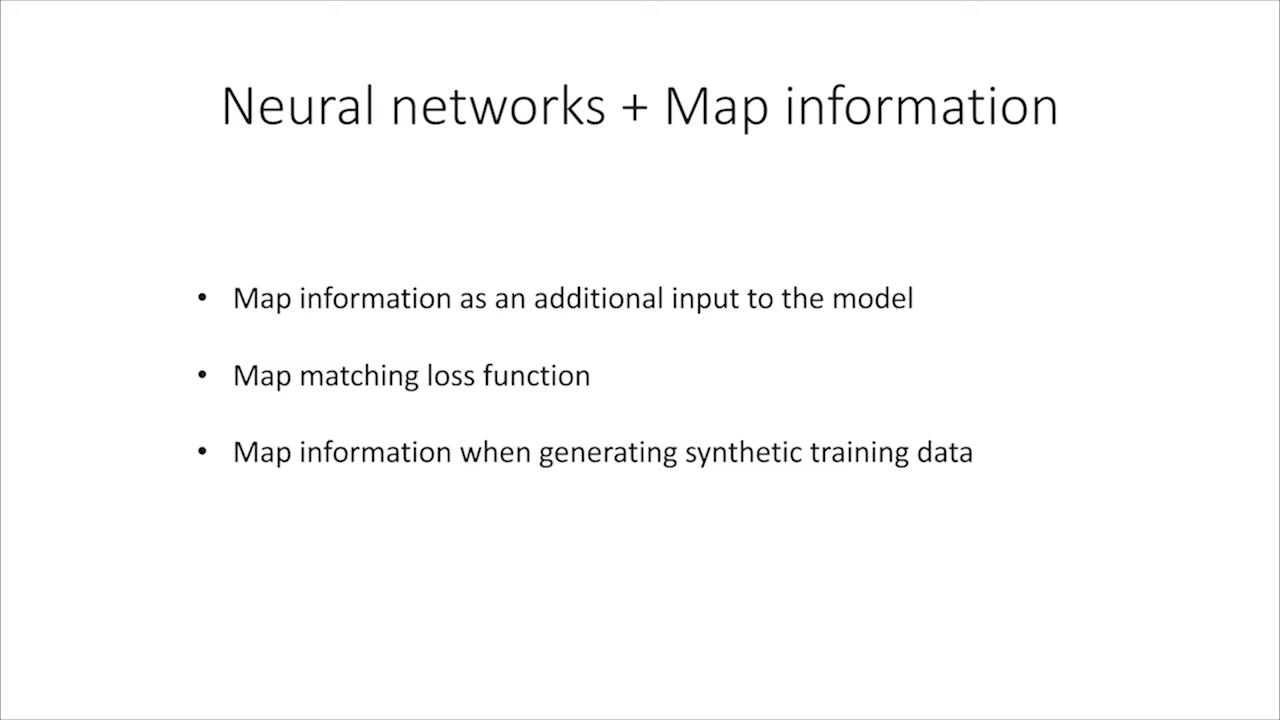 Neural networks + Map information
• Map information as an additional input to the model
• Map matching loss function
• Map information when generating synthetic training data